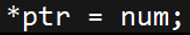 *ptr = num;